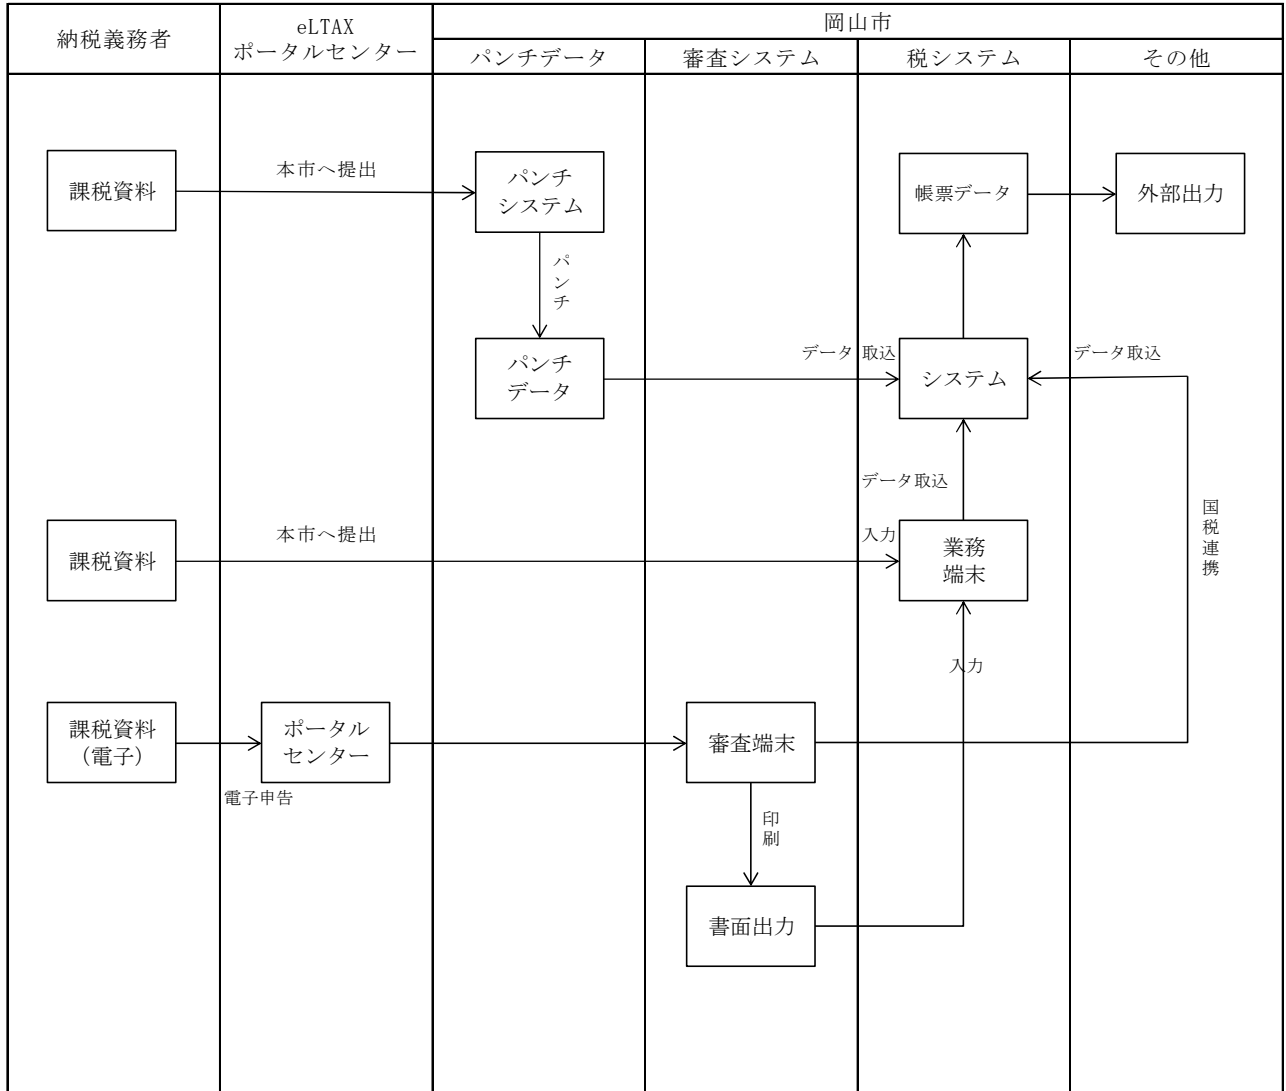 納税義務者
eLTAX
ポータルセンター
岡山市
パンチデータ
審査システム
税システム
その他
課税資料
本市へ提出
パンチ
システム
帳票データ
外部出力
パンチ
パンチ
データ
データ取込
システム
データ取込
データ取込
課税資料
本市へ提出
入力
業務
端末
国税連携
入力
課税資料
(電子)
ポータル
センター
審査端末
電子申告
印刷
書面出力